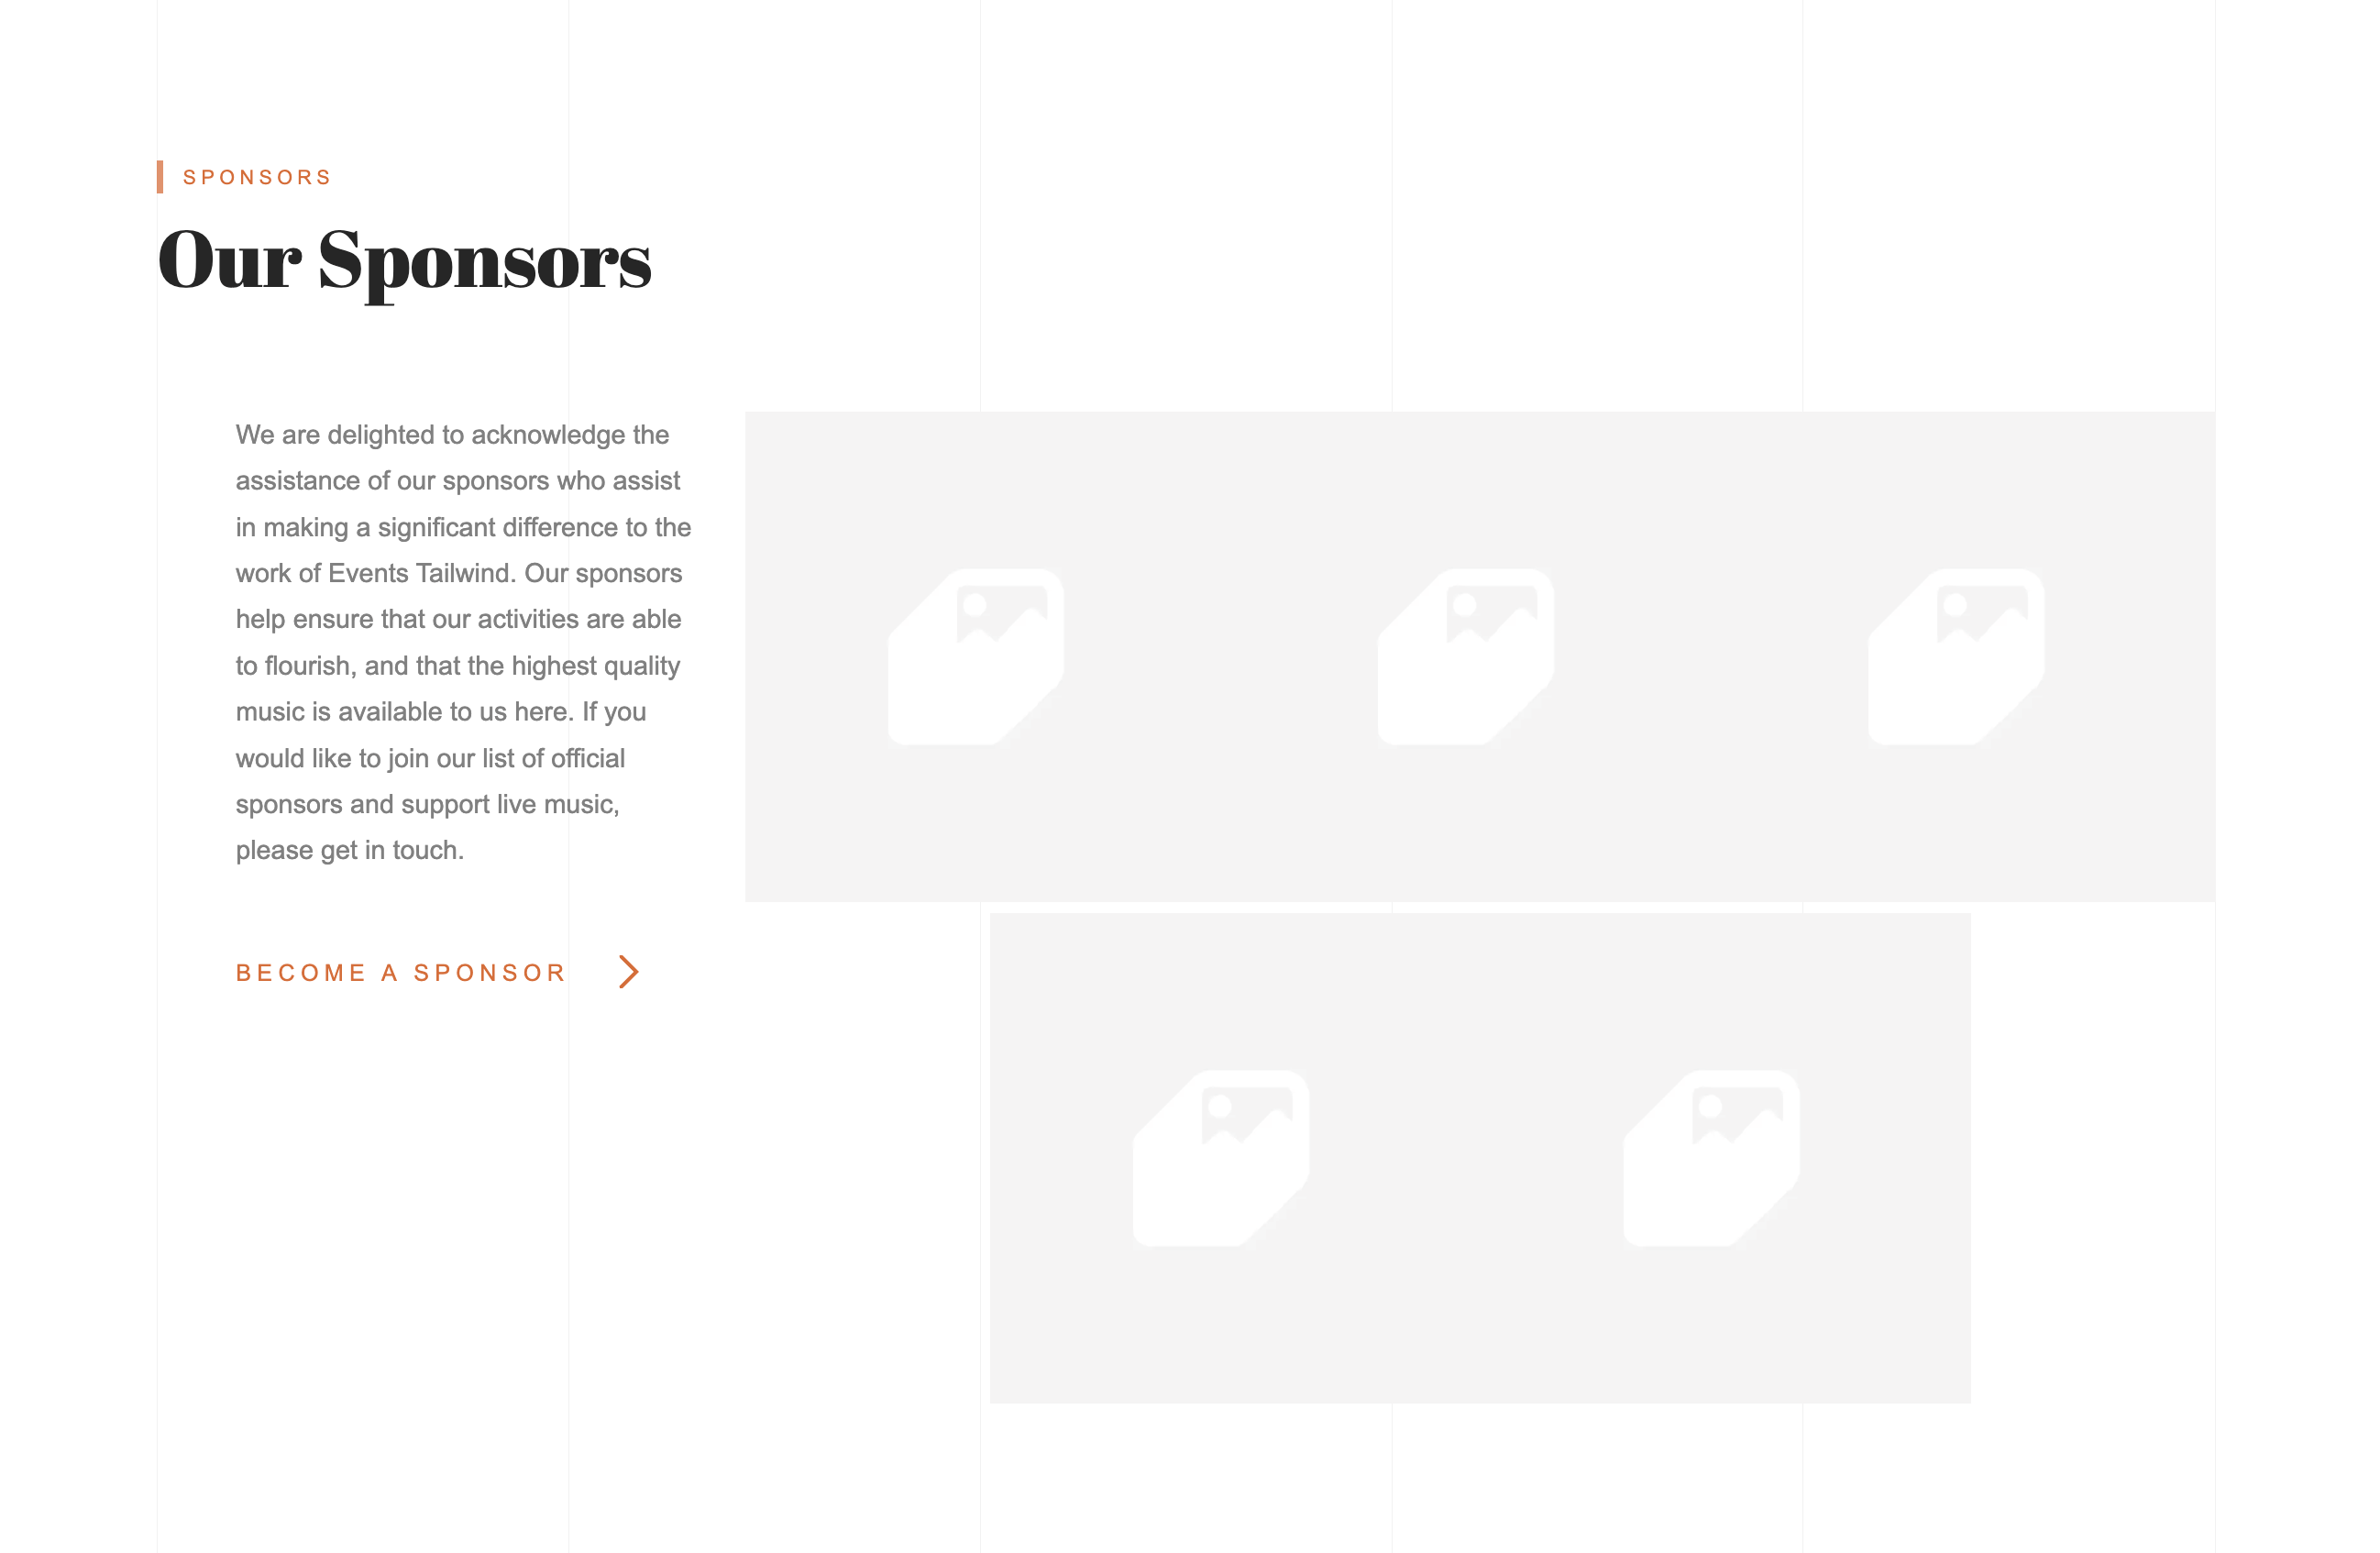 SPONSORS
Our Sponsors
We are delighted to acknowledge the
assistance of our sponsors who assist
in making a significant difference to the
work of Events Tailwind. Our sponsors
help ensure that our activities are able
to flourish, and that the highest quality
music is available to us here. If you
would like to join our list of official
sponsors and support live music,
please get in touch.
BECOME A SPONSOR